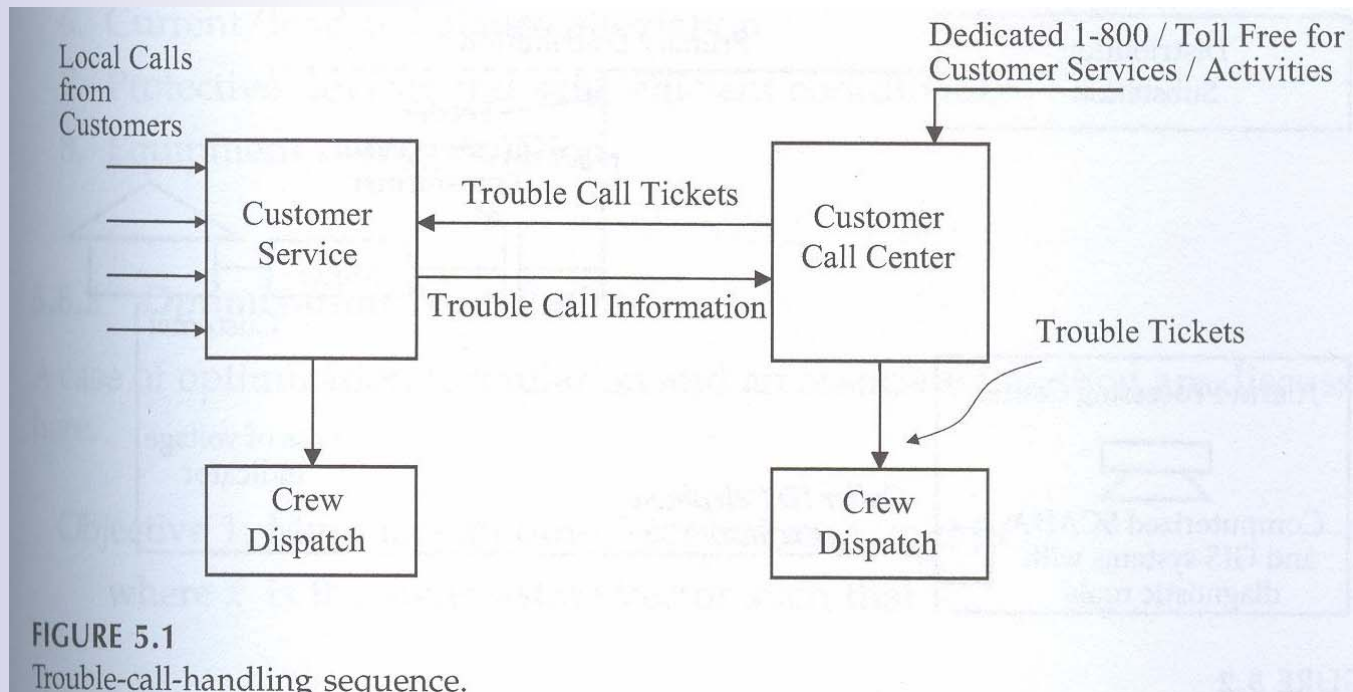 Local Calls
from
Customers
Dedicated 1-800 / Toll Free for
Customer Services / Activities
Customer
Service
Trouble Call Tickets
Trouble Call Information
Customer
Call Center
Trouble Tickets
Crew
Dispatch
Crew
Dispatch
FIGURE 5.1
Trouble-call-handling sequence.